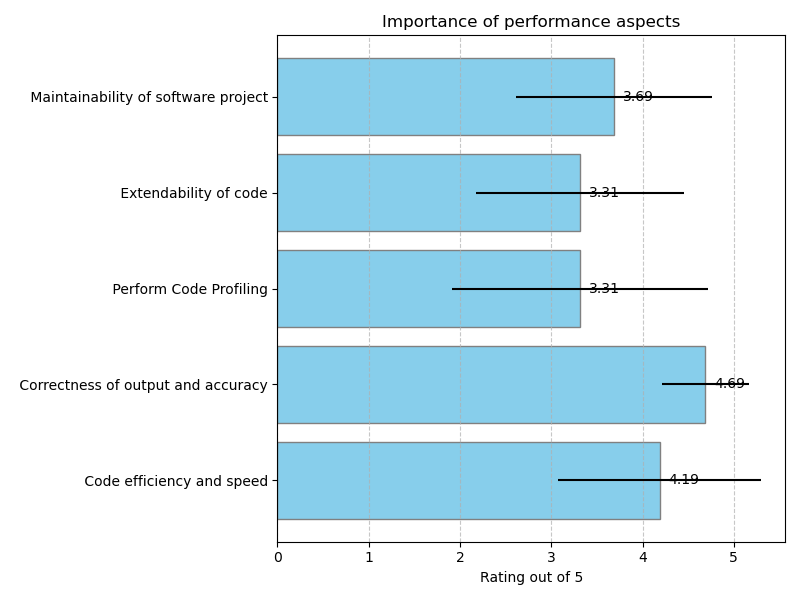 Importance of performance aspects
Maintainability of software project
3.69
Extendability of code
3.31
Perform Code Profiling
3.31
Correctness of output and accuracy
4.69
Code efficiency and speed
4.19
0 1 2 3 4 5
Rating out of 5